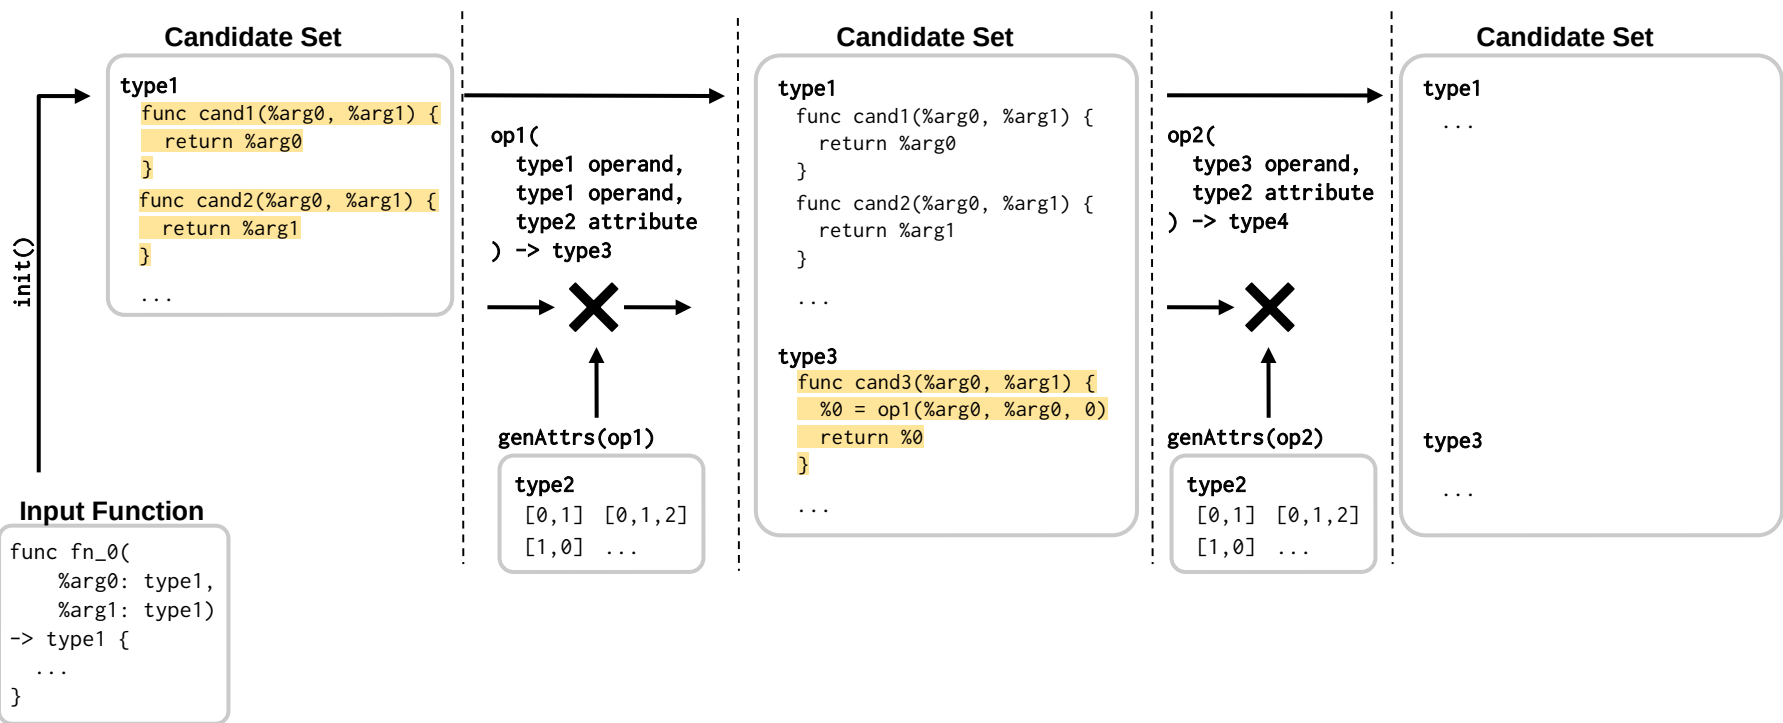 Candidate Set
type1
func cand1(%arg0, %arg1) {
return %arg0
}
func cand2(%arg0, %arg1) {
return %arg1
}
...
init()
Input Function
func fn_0(
%arg0: type1,
%arg1: type1)
-> type1 {
...
}
op1(
type1 operand,
type1 operand,
type2 attribute
) -> type3
genAttrs(op1)
type2
[0,1] [0,1,2]
[1,0] ...
Candidate Set
type1
func cand1(%arg0, %arg1) {
return %arg0
}
func cand2(%arg0, %arg1) {
return %arg1
}
...
type3
func cand3(%arg0, %arg1) {
%0 = op1(%arg0, %arg0, 0)
return %0
}
...
op2(
type3 operand,
type2 attribute
) -> type4
genAttrs(op2)
type2
[0,1] [0,1,2]
[1,0] ...
Candidate Set
type1
...
type3
...